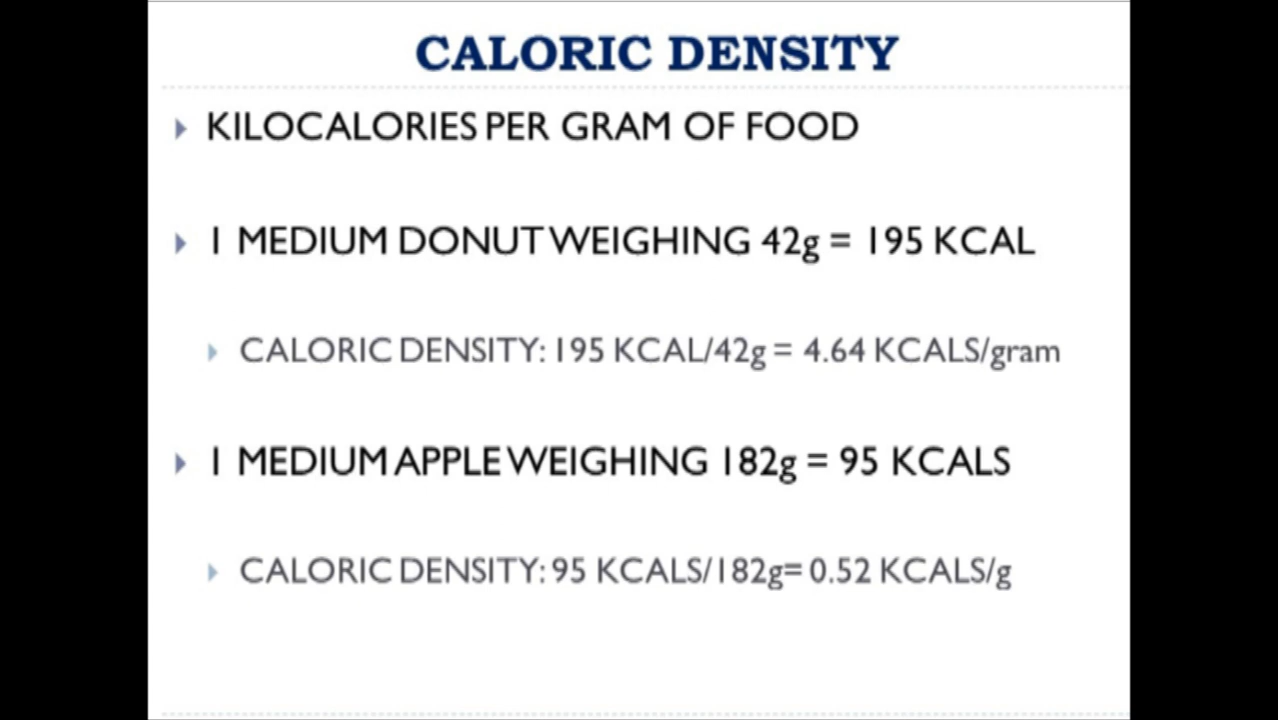 CALORIC DENSITY
KILOCALORIES PER GRAM OF FOOD
1 MEDIUM DONUT WEIGHING 42g = 195 KCAL
CALORIC DENSITY: 195 KCAL/42g = 4.64 KCALS/gram
1 MEDIUM APPLE WEIGHING 182g = 95 KCALS
CALORIC DENSITY: 95 KCALS/182g= 0.52 KCALS/g